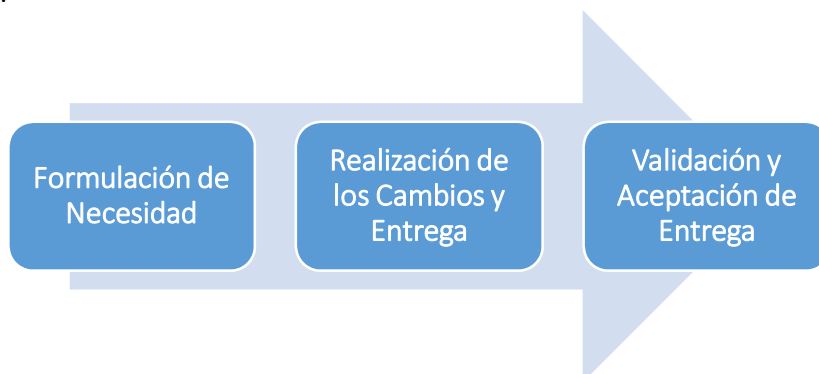 Formulación de
Necesidad
Realización de
los Cambios y
Entrega
Validación y
Aceptación de
Entrega